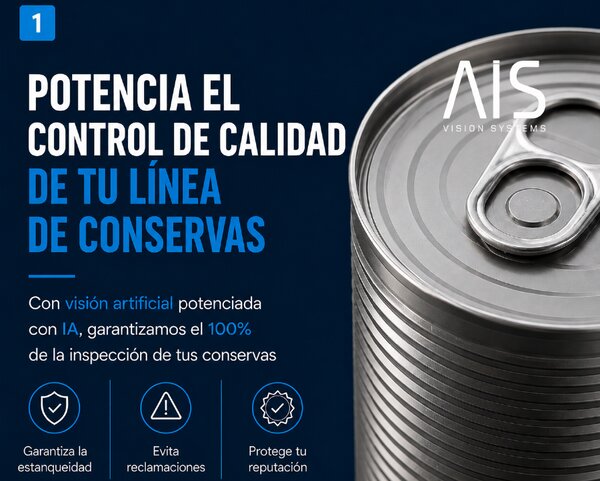 1
AIS
VISION SYSTEMS
POTENCIA EL
CONTROL DE CALIDAD
DE TU LÍNEA
DE CONSERVAS
Con visión artificial potenciada
con IA, garantizamos el 100%
de la inspección de tus conservas
Garantiza la
estanqueidad
Evita
reclamaciones
Protege tu
reputación